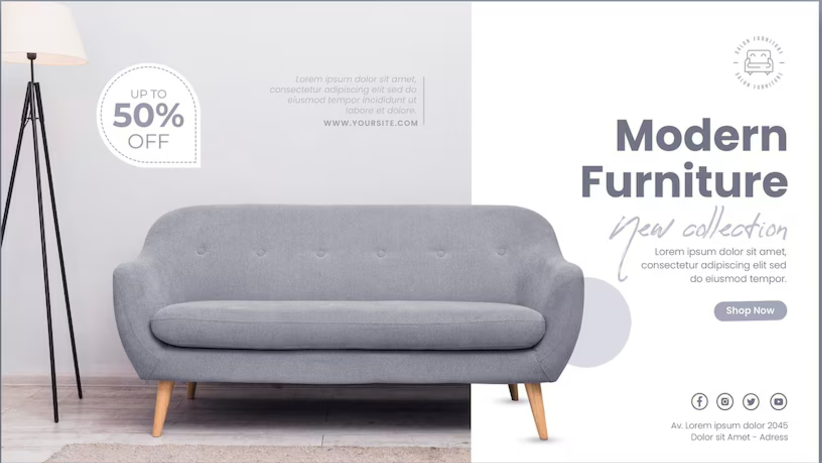 UP TO
50%
OFF
Lorem ipsum dolor sit amet,
consectetur adipiscing elit sed do
eiusmod tempor incididunt ut
labore et dolore.
WWW.YOURSITE.COM
Modern
Furniture
New collection
Lorem ipsum dolor sit amet,
consectetur adipiscing elit sed
do eiusmod tempor.
Shop Now
Av. Lorem ipsum dolor 2045
Dolor sit Amet - Adress